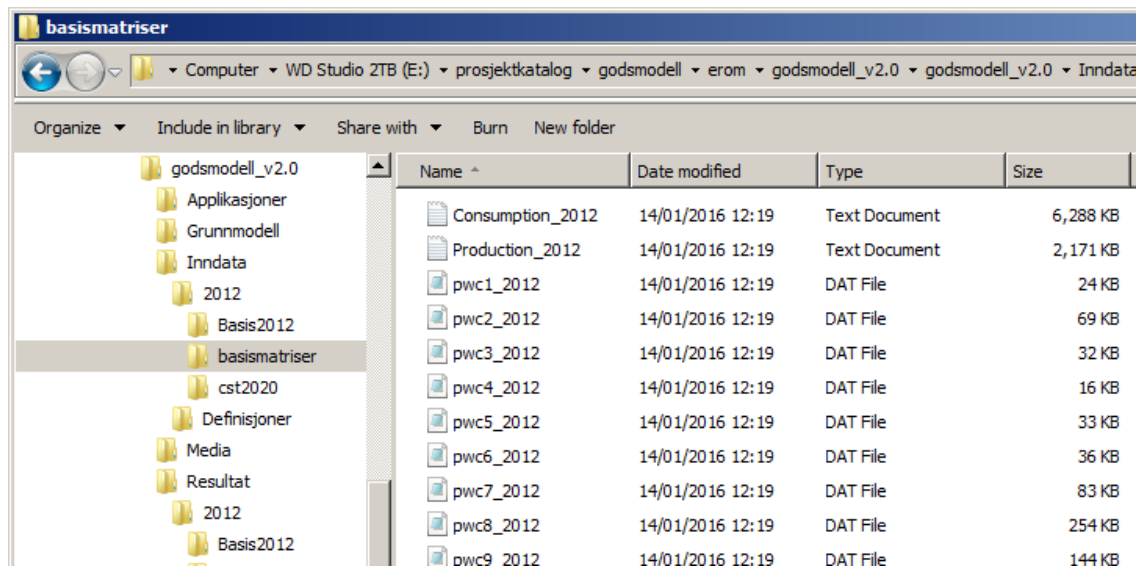 basismatriser
Computer WD Studio 2TB (E:) prosjektkatalog godsmodell erom godsmodell_v2.0 godsmodell_v2.0 Inndata
Organize Include in library Share with Burn New folder
godsmodell_v2.0
Applikasjoner
Grunnmodell
Inndata
2012
Basis2012
basismatriser
cst2020
Definisjoner
Media
Resultat
2012
Basis2012
Name Date modified Type Size
Consumption_2012 14/01/2016 12:19 Text Document 6,288 KB
Production_2012 14/01/2016 12:19 Text Document 2,171 KB
pwc1_2012 14/01/2016 12:19 DAT File 24 KB
pwc2_2012 14/01/2016 12:19 DAT File 69 KB
pwc3_2012 14/01/2016 12:19 DAT File 32 KB
pwc4_2012 14/01/2016 12:19 DAT File 16 KB
pwc5_2012 14/01/2016 12:19 DAT File 33 KB
pwc6_2012 14/01/2016 12:19 DAT File 36 KB
pwc7_2012 14/01/2016 12:19 DAT File 83 KB
pwc8_2012 14/01/2016 12:19 DAT File 254 KB
pwc9_2012 14/01/2016 12:19 DAT File 144 KB